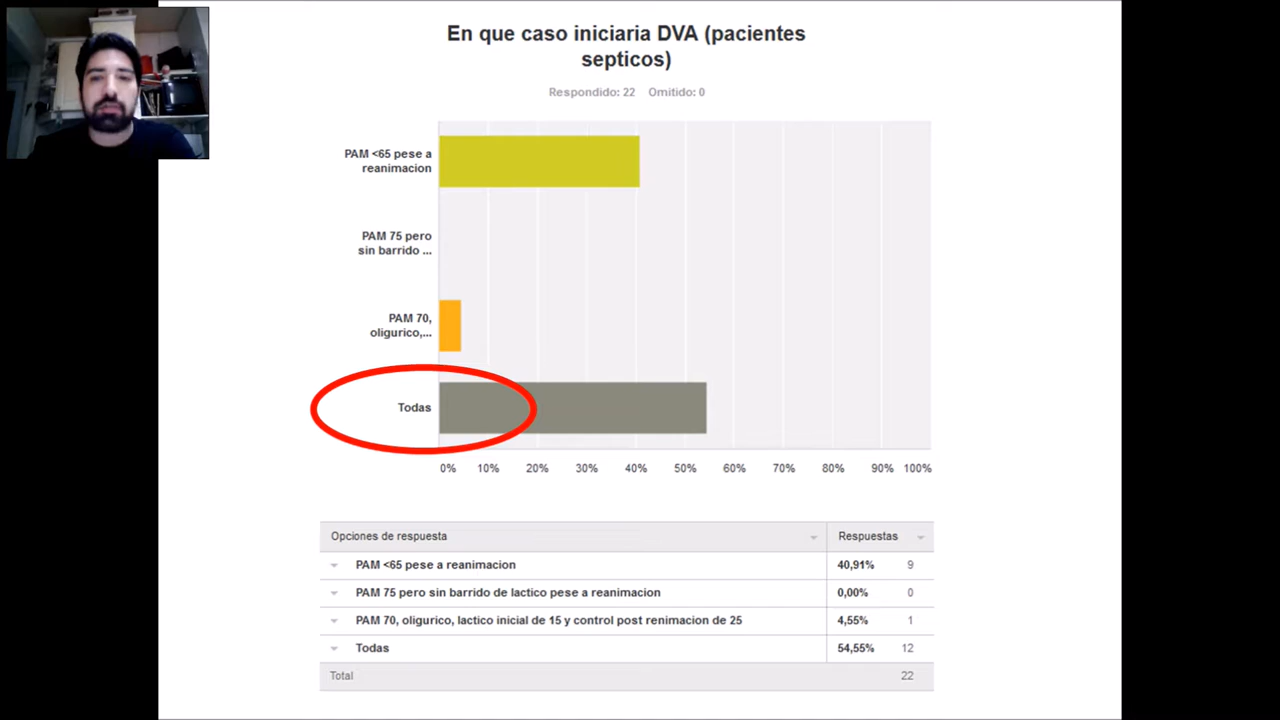 En que caso iniciaria DVA (pacientes
septicos)
Respondido: 22 Omitido: 0
PAM <65 pese a
reanimacion
PAM 75 pero
sin barrido ...
PAM 70,
oligurico,...
Todas
0% 10% 20% 30% 40% 50% 60% 70% 80% 90% 100%
Opciones de respuesta Respuestas
PAM <65 pese a reanimacion 40,91% 9
PAM 75 pero sin barrido de lactico pese a reanimacion 0,00% 0
PAM 70, oligurico, lactico inicial de 15 y control post renimacion de 25 4,55% 1
Todas 54,55% 12
Total 22